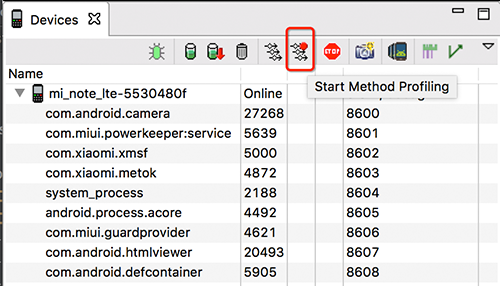 Devices
STOP
Start Method Profiling
Name
mi_note_lte-5530480f Online
com.android.camera 27268 8600
com.miui.powerkeeper:service 5639 8601
com.xiaomi.xmsf 5000 8602
com.xiaomi.metok 4872 8603
system_process 2188 8604
android.process.acore 4492 8605
com.miui.guardprovider 4621 8606
com.android.htmlviewer 20493 8607
com.android.defcontainer 5905 8608